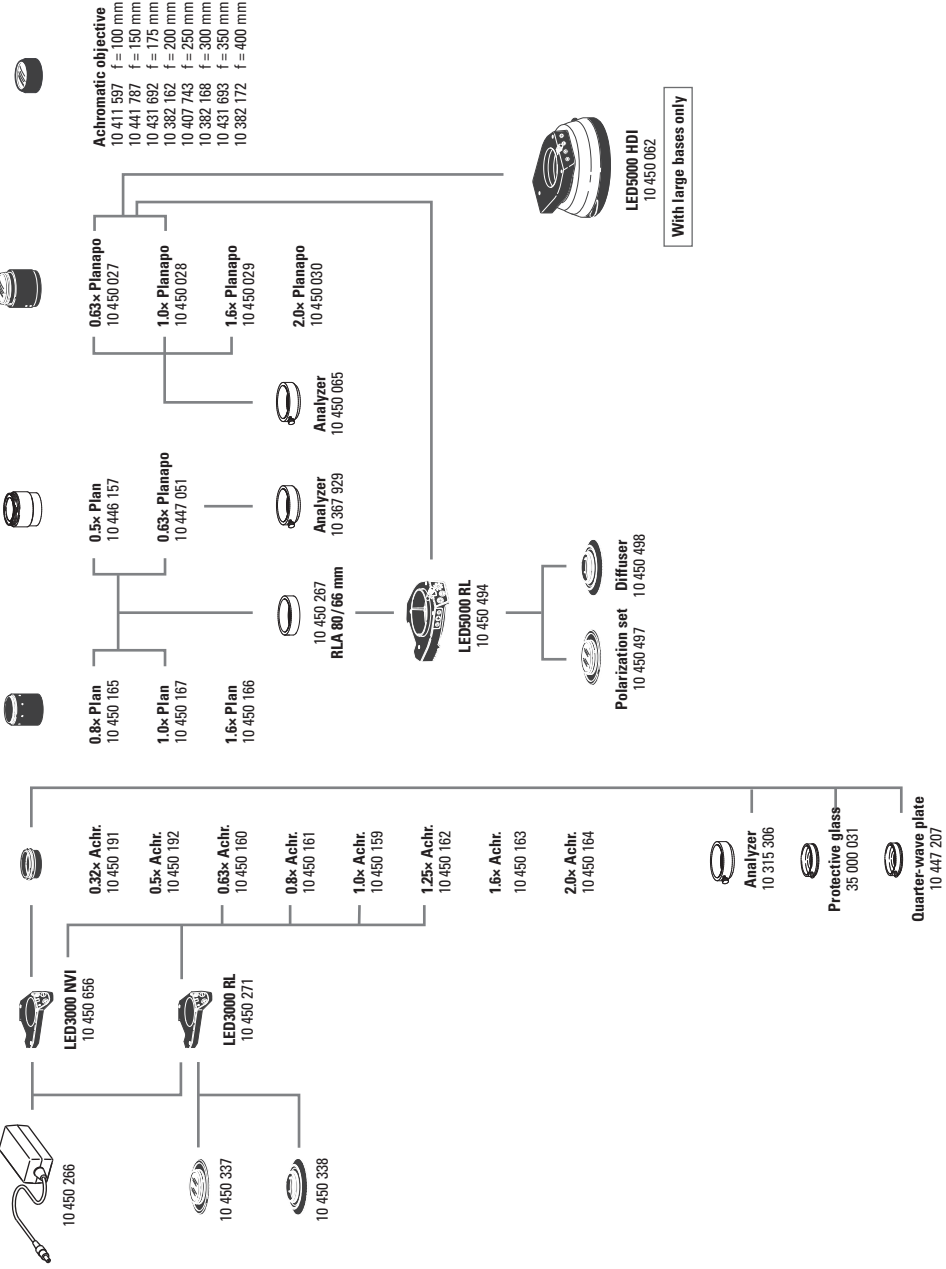 10 450 266
LED3000 NVI
10 450 656
LED3000 RL
10 450 271
10 450 337
10 450 338
0.32× Achr.
10 450 191
0.5× Achr.
10 450 192
0.63× Achr.
10 450 160
0.8× Achr.
10 450 161
1.0× Achr.
10 450 159
1.25× Achr.
10 450 162
1.6× Achr.
10 450 163
2.0× Achr.
10 450 164
Analyzer
10 315 306
Protective glass
35 000 031
Quarter-wave plate
10 447 207
0.8× Plan
10 450 165
1.0× Plan
10 450 167
1.6× Plan
10 450 166
0.5× Plan
10 446 157
0.63× Planapo
10 447 051
10 450 267
RLA 80/66 mm
Analyzer
10 367 929
LED5000 RL
10 450 494
Polarization set
10 450 497
Diffuser
10 450 498
0.63× Planapo
10 450 027
1.0× Planapo
10 450 028
1.6× Planapo
10 450 029
2.0× Planapo
10 450 030
Analyzer
10 450 065
Achromatic objective
10 411 597 f = 100 mm
10 441 787 f = 150 mm
10 431 692 f = 175 mm
10 382 162 f = 200 mm
10 407 743 f = 250 mm
10 382 168 f = 300 mm
10 431 693 f = 350 mm
10 382 172 f = 400 mm
LED5000 HDI
10 450 062
With large bases only